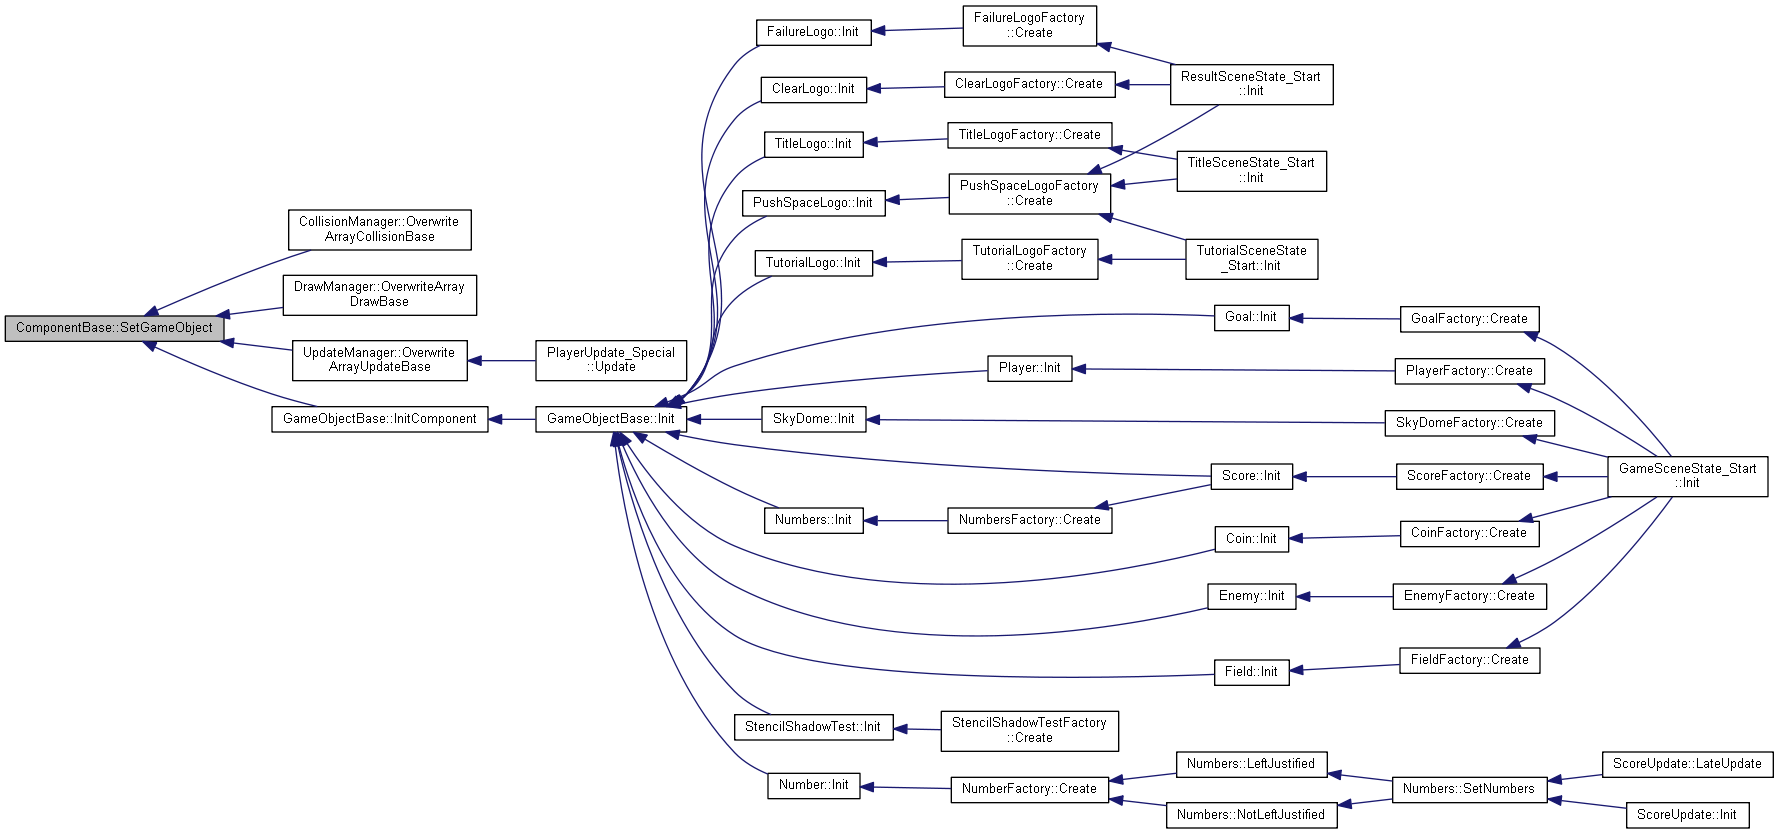 FailureLogo::Init
FailureLogoFactory
::Create
ClearLogo::Init
ClearLogoFactory::Create
ResultSceneState_Start
::Init
TitleLogo::Init
TitleLogoFactory::Create
TitleSceneState_Start
::Init
PushSpaceLogo::Init
PushSpaceLogoFactory
::Create
CollisionManager::Overwrite
ArrayCollisionBase
TutorialLogo::Init
TutorialLogoFactory
::Create
TutorialSceneState
_Start::Init
DrawManager::OverwriteArray
DrawBase
ComponentBase::SetGameObject
Goal::Init
GoalFactory::Create
UpdateManager::Overwrite
ArrayUpdateBase
PlayerUpdate_Special
::Update
Player::Init
PlayerFactory::Create
GameObjectBase::InitComponent
GameObjectBase::Init
SkyDome::Init
SkyDomeFactory::Create
Score::Init
ScoreFactory::Create
GameSceneState_Start
::Init
Numbers::Init
NumbersFactory::Create
Coin::Init
CoinFactory::Create
Enemy::Init
EnemyFactory::Create
Field::Init
FieldFactory::Create
StencilShadowTest::Init
StencilShadowTestFactory
::Create
Number::Init
NumberFactory::Create
Numbers::LeftJustified
Numbers::NotLeftJustified
Numbers::SetNumbers
ScoreUpdate::LateUpdate
ScoreUpdate::Init